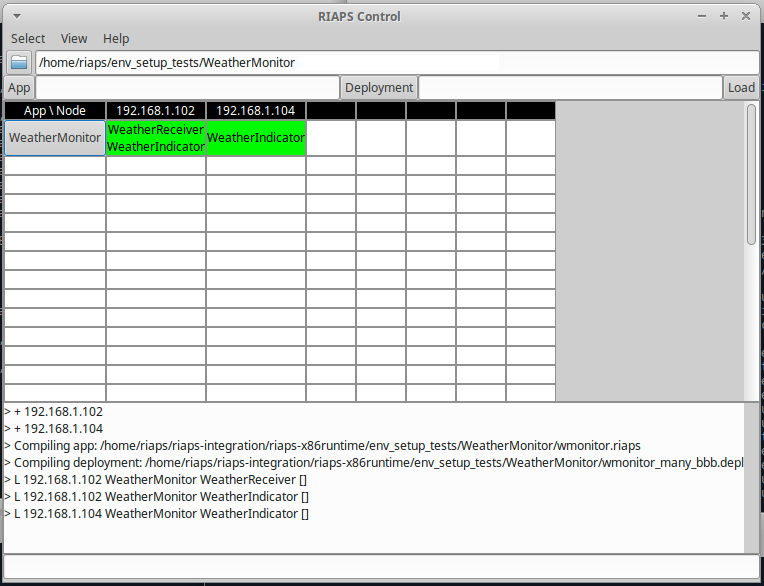 RIAPS Control
Select View Help
/home/riaps/env_setup_tests/WeatherMonitor
App Deployment Load
App \ Node 192.168.1.102 192.168.1.104
WeatherMonitor WeatherReceiver WeatherIndicator
WeatherIndicator
> + 192.168.1.102
> + 192.168.1.104
> Compiling app: /home/riaps/riaps-integration/riaps-x86runtime/env_setup_tests/WeatherMonitor/wmonitor.riaps
> Compiling deployment: /home/riaps/riaps-integration/riaps-x86runtime/env_setup_tests/WeatherMonitor/wmonitor_many_bbb.depl
> L 192.168.1.102 WeatherMonitor WeatherReceiver []
> L 192.168.1.102 WeatherMonitor WeatherIndicator []
> L 192.168.1.104 WeatherMonitor WeatherIndicator []